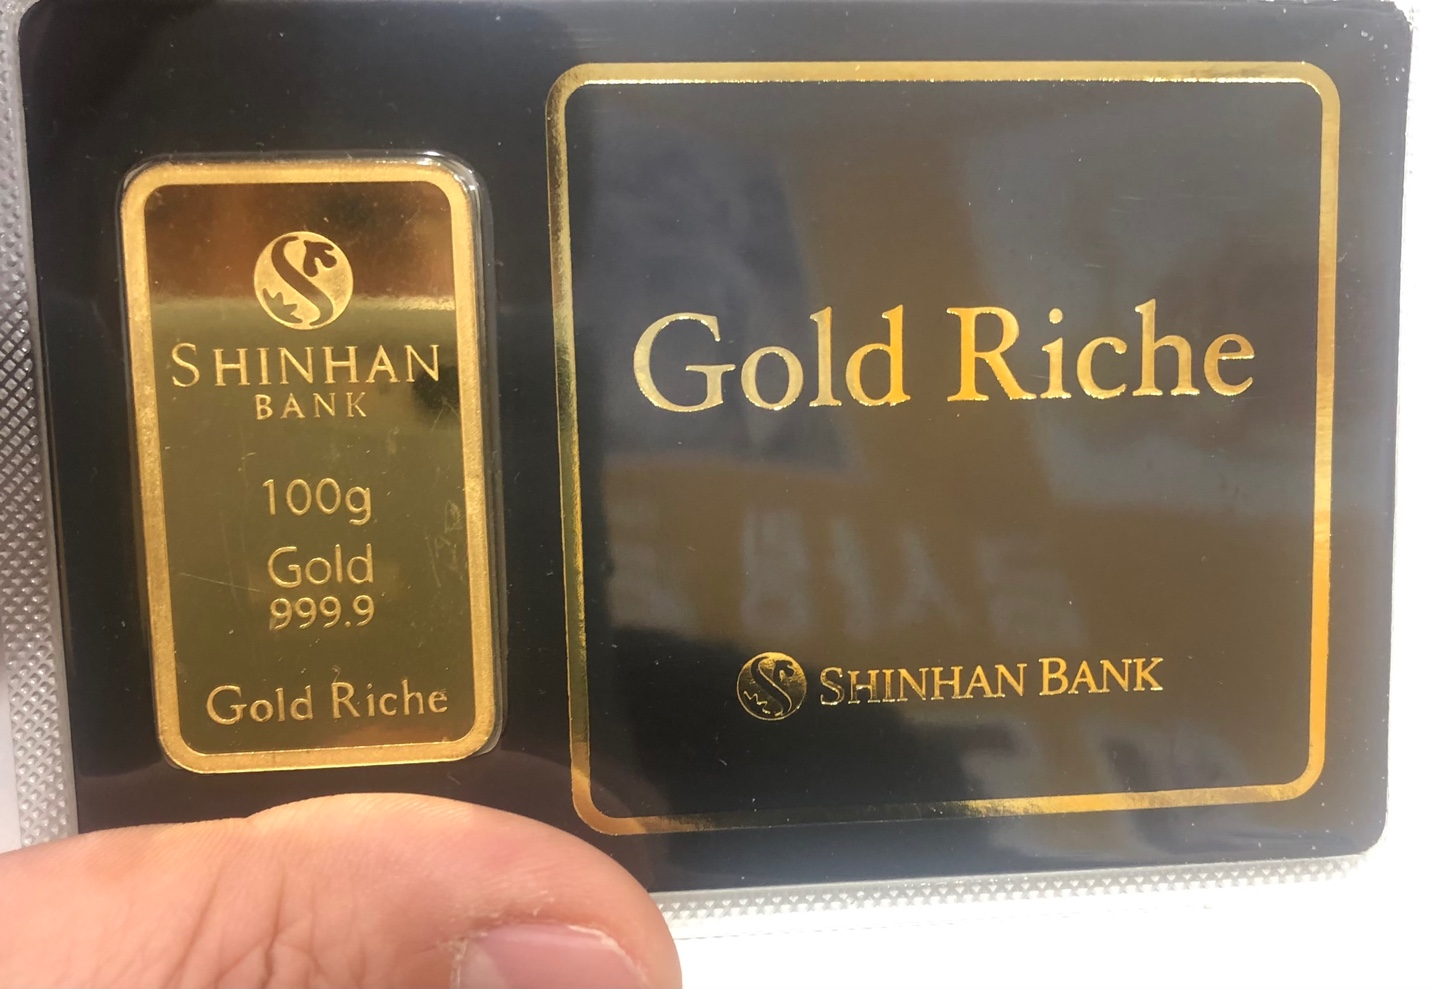 SHINHAN
BANK
100g
Gold
999.9
Gold Riche
Gold Riche
SHINHAN BANK